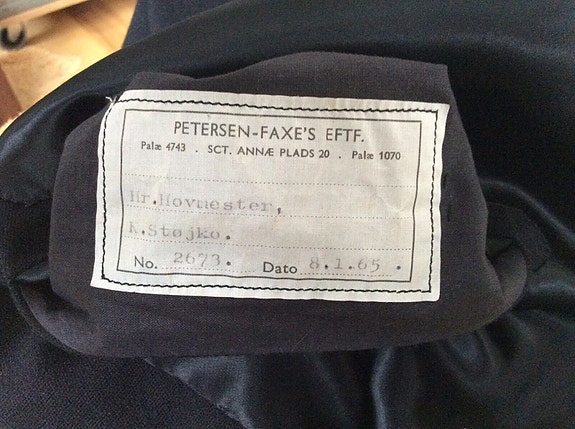 PETERSEN-FAXE'S EFTF.
Palæ 4743 . SCT. ANNÆ PLADS 20 . Palæ 1070
Hr.Hovmester,
K.Støjko.
No. 2673. Dato 8.1.65 .